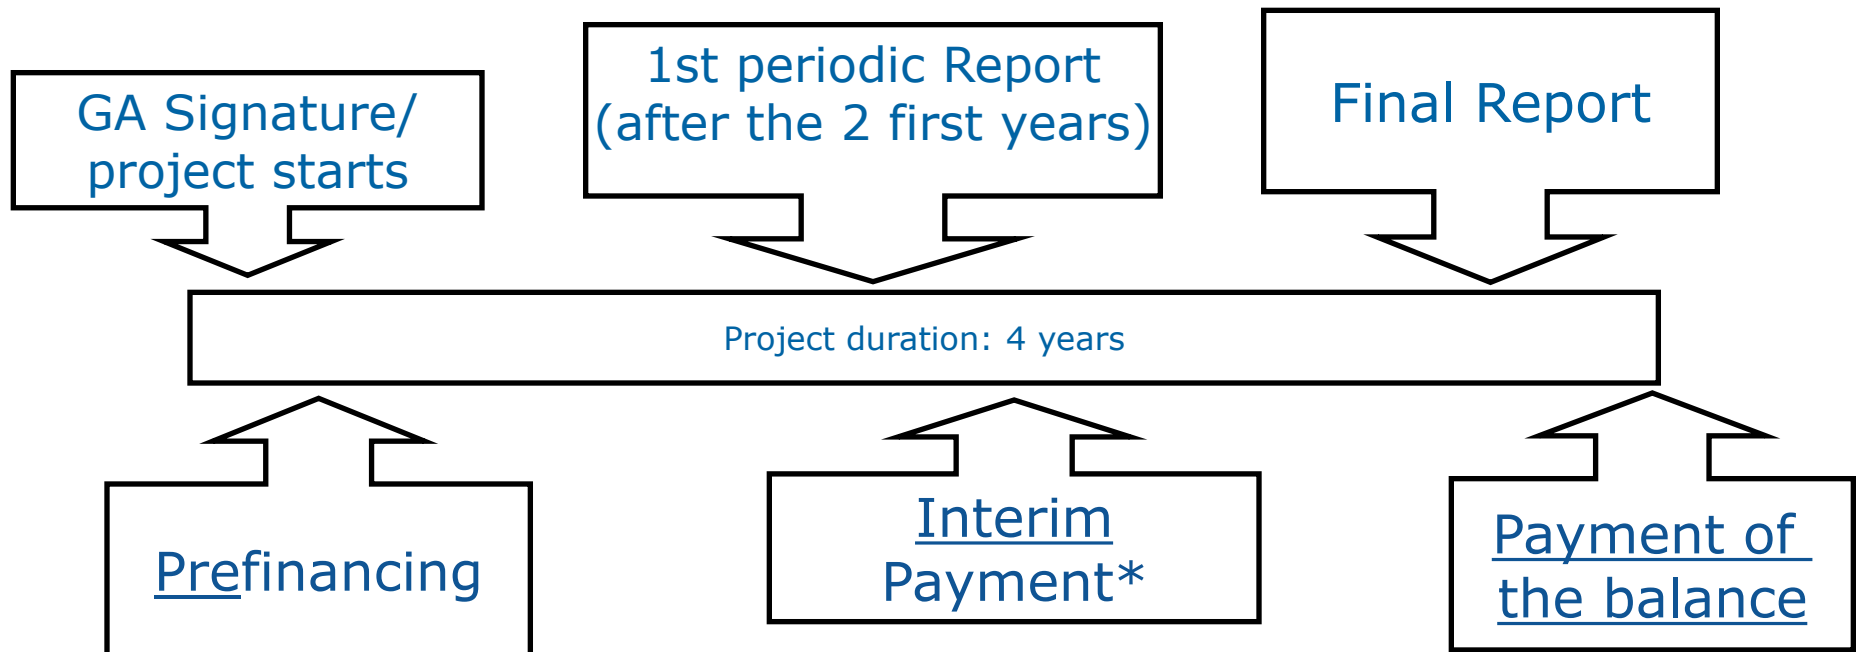 GA Signature/
project starts
1st periodic Report
(after the 2 first years)
Final Report
Project duration: 4 years
Prefinancing
Interim
Payment*
Payment of
the balance